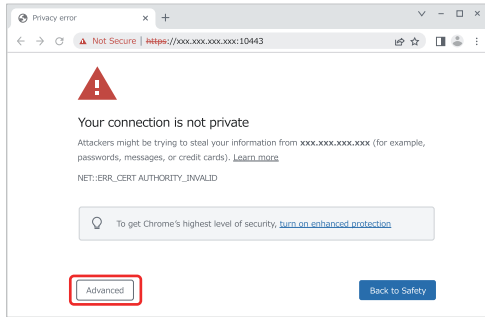 Privacy error
Not Secure | https://xxx.xxx.xxx.xxx:10443
Your connection is not private
Attackers might be trying to steal your information from xxx.xxx.xxx.xxx (for example,
passwords, messages, or credit cards). Learn more
NET::ERR_CERT AUTHORITY_INVALID
To get Chrome's highest level of security, turn on enhanced protection
Advanced
Back to Safety